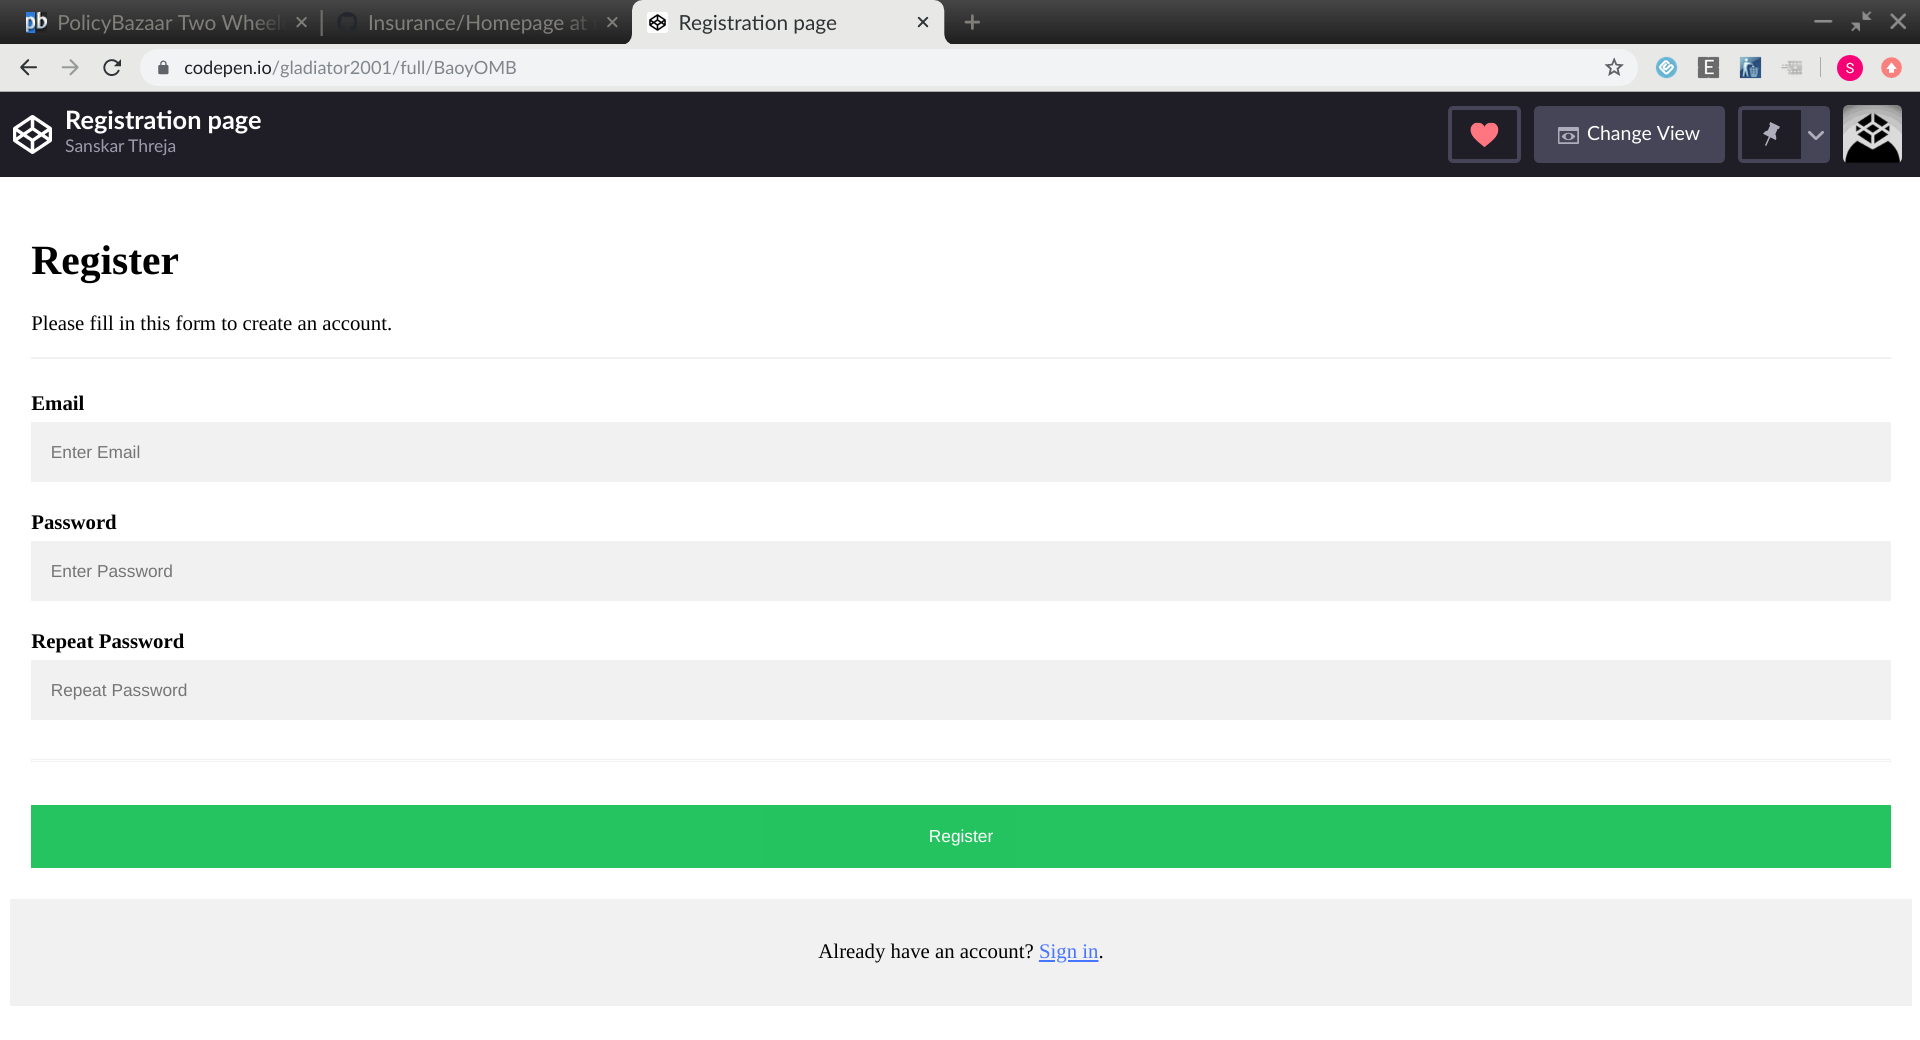 pb PolicyBazaar Two Wheel
Insurance/Homepage at
Registration page
codepen.io/gladiator2001/full/BaoyOMB
E
S
Registration page
Sanskar Threja
Change View
Register
Please fill in this form to create an account.
Email
Enter Email
Password
Enter Password
Repeat Password
Repeat Password
Register
Already have an account? Sign in.